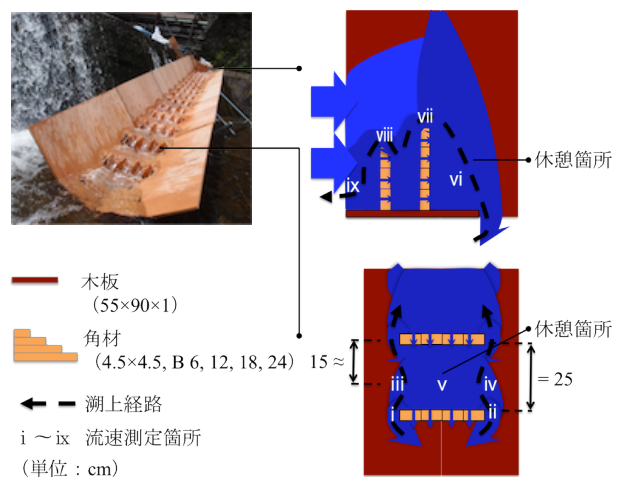 viii
vii
vi
ix
休憩箇所
木板
（55×90×1）
角材
（4.5×4.5, B 6, 12, 18, 24）
遡上経路
i ～ix 流速測定箇所
（単位：cm）
休憩箇所
15 ≈
= 25
iii
v
iv
i
ii